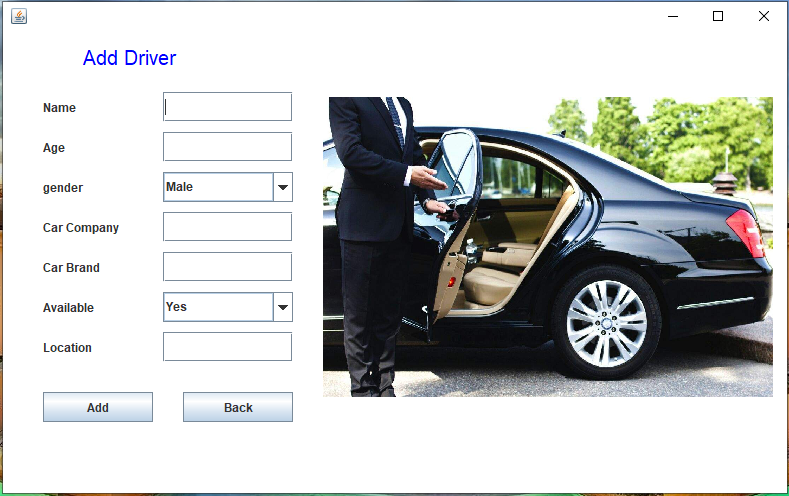 Add Driver
Name
Age
gender Male
Car Company
Car Brand
Available Yes
Location
Add Back